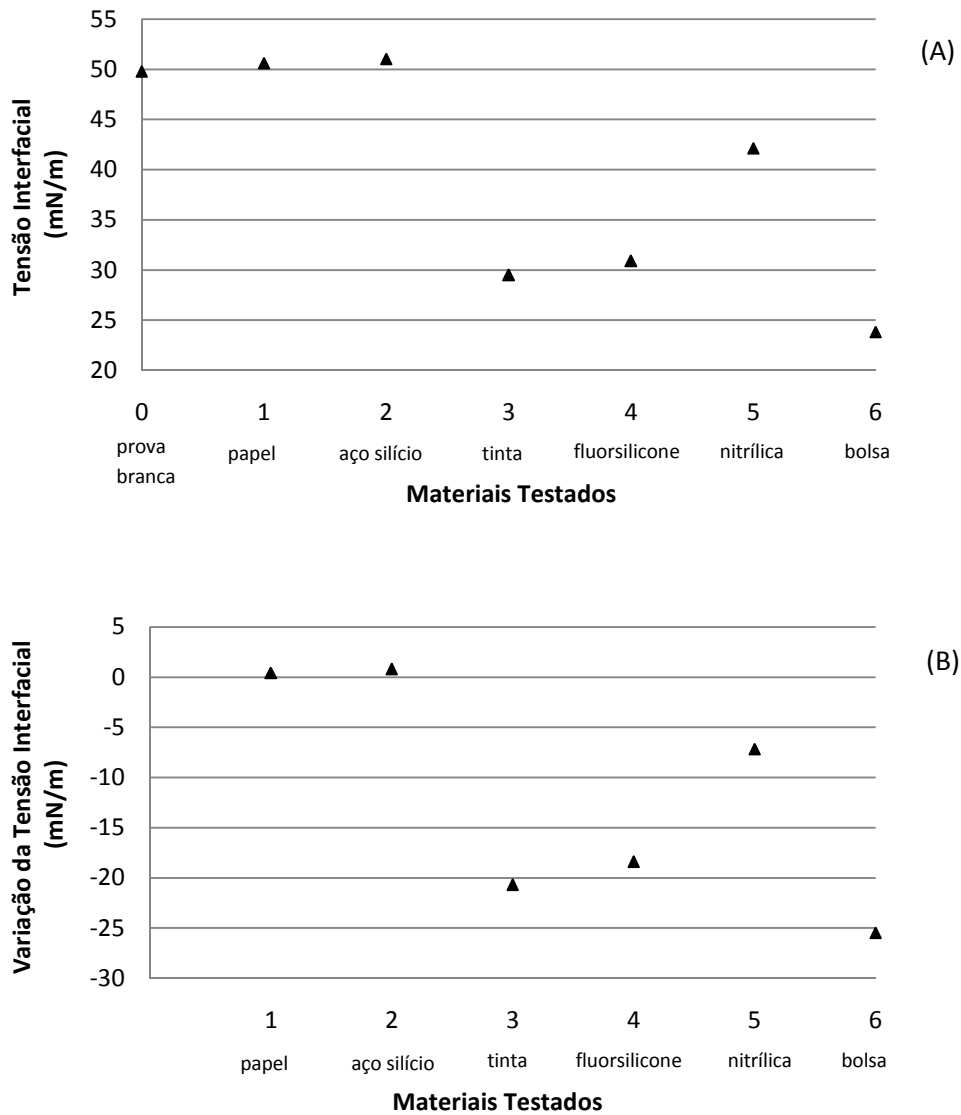 (A)
Tensão Interfacial
(mN/m)
55
50
45
40
35
30
25
20
0 1 2 3 4 5 6
prova
branca
papel aço silício tinta fluorsilicone nitrílica bolsa
Materiais Testados
(B)
Variação da Tensão Interfacial
(mN/m)
5
0
-5
-10
-15
-20
-25
-30
1 2 3 4 5 6
papel aço silício tinta fluorsilicone nitrílica bolsa
Materiais Testados